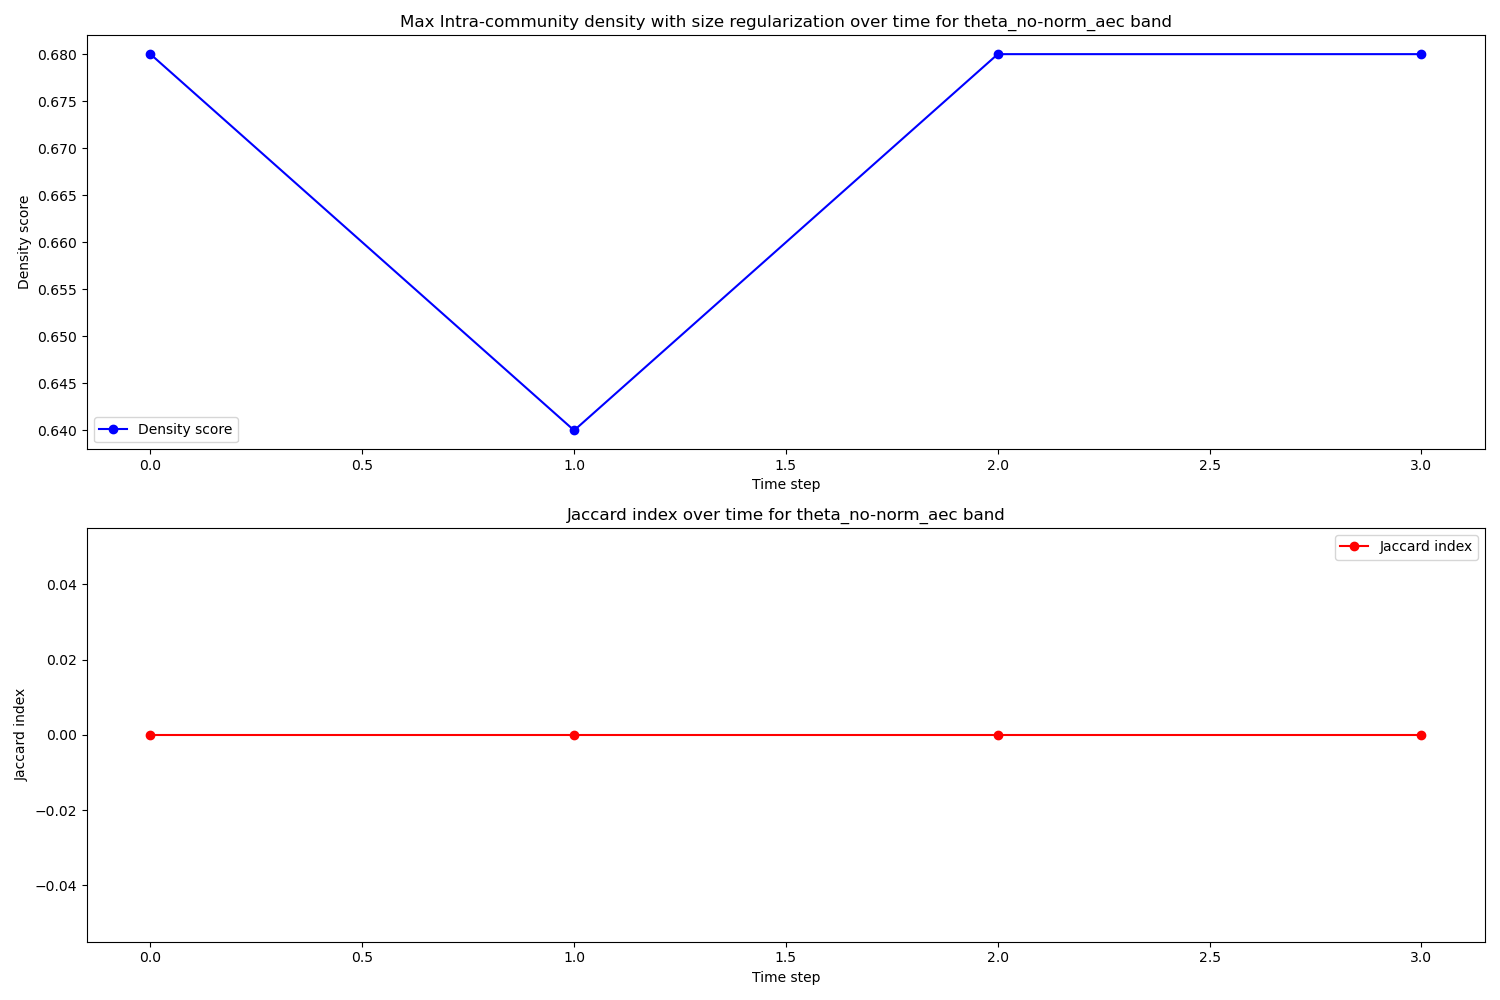 Max Intra-community density with size regularization over time for theta_no-norm_aec band
0.680
0.675
0.670
0.665
0.660
0.655
0.650
0.645
0.640
Density score
Density score
0.0 0.5 1.0 1.5 2.0 2.5 3.0
Time step
Jaccard index over time for theta_no-norm_aec band
Jaccard index
0.04
0.02
0.00
−0.02
−0.04
Jaccard index
0.0 0.5 1.0 1.5 2.0 2.5 3.0
Time step